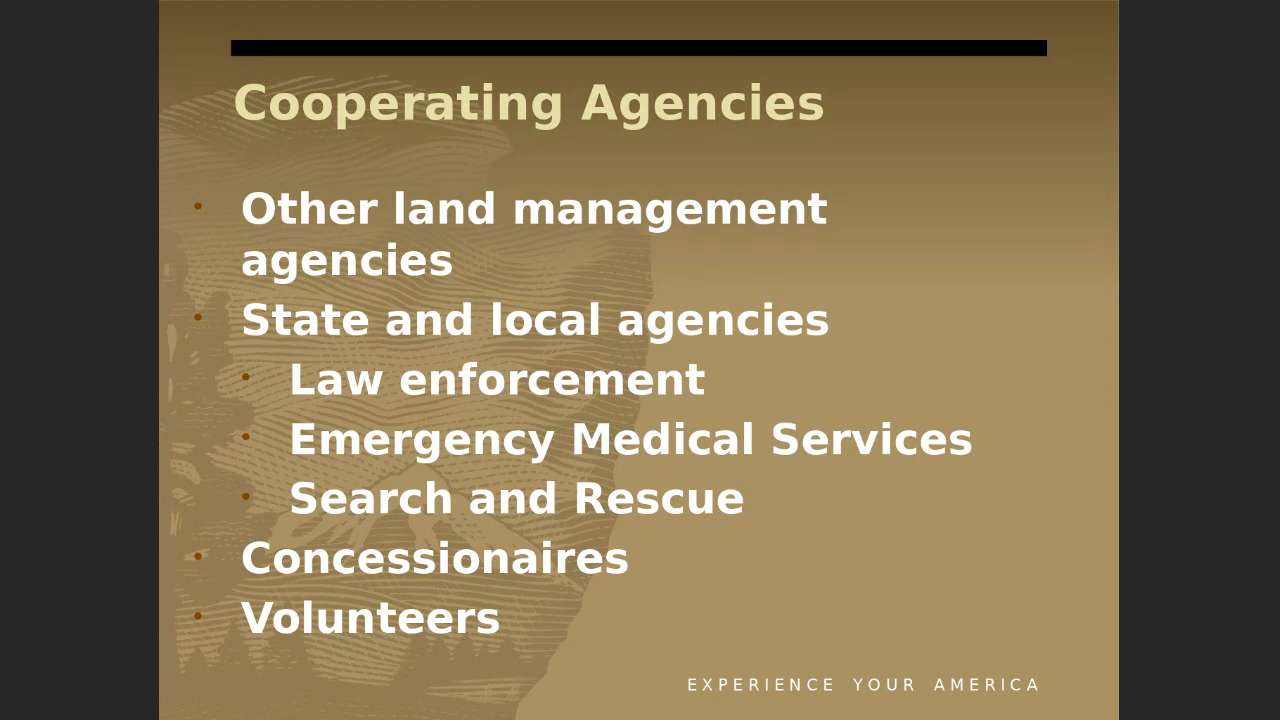 Cooperating Agencies
• Other land management
agencies
• State and local agencies
• Law enforcement
• Emergency Medical Services
• Search and Rescue
• Concessionaires
• Volunteers
EXPERIENCE YOUR AMERICA